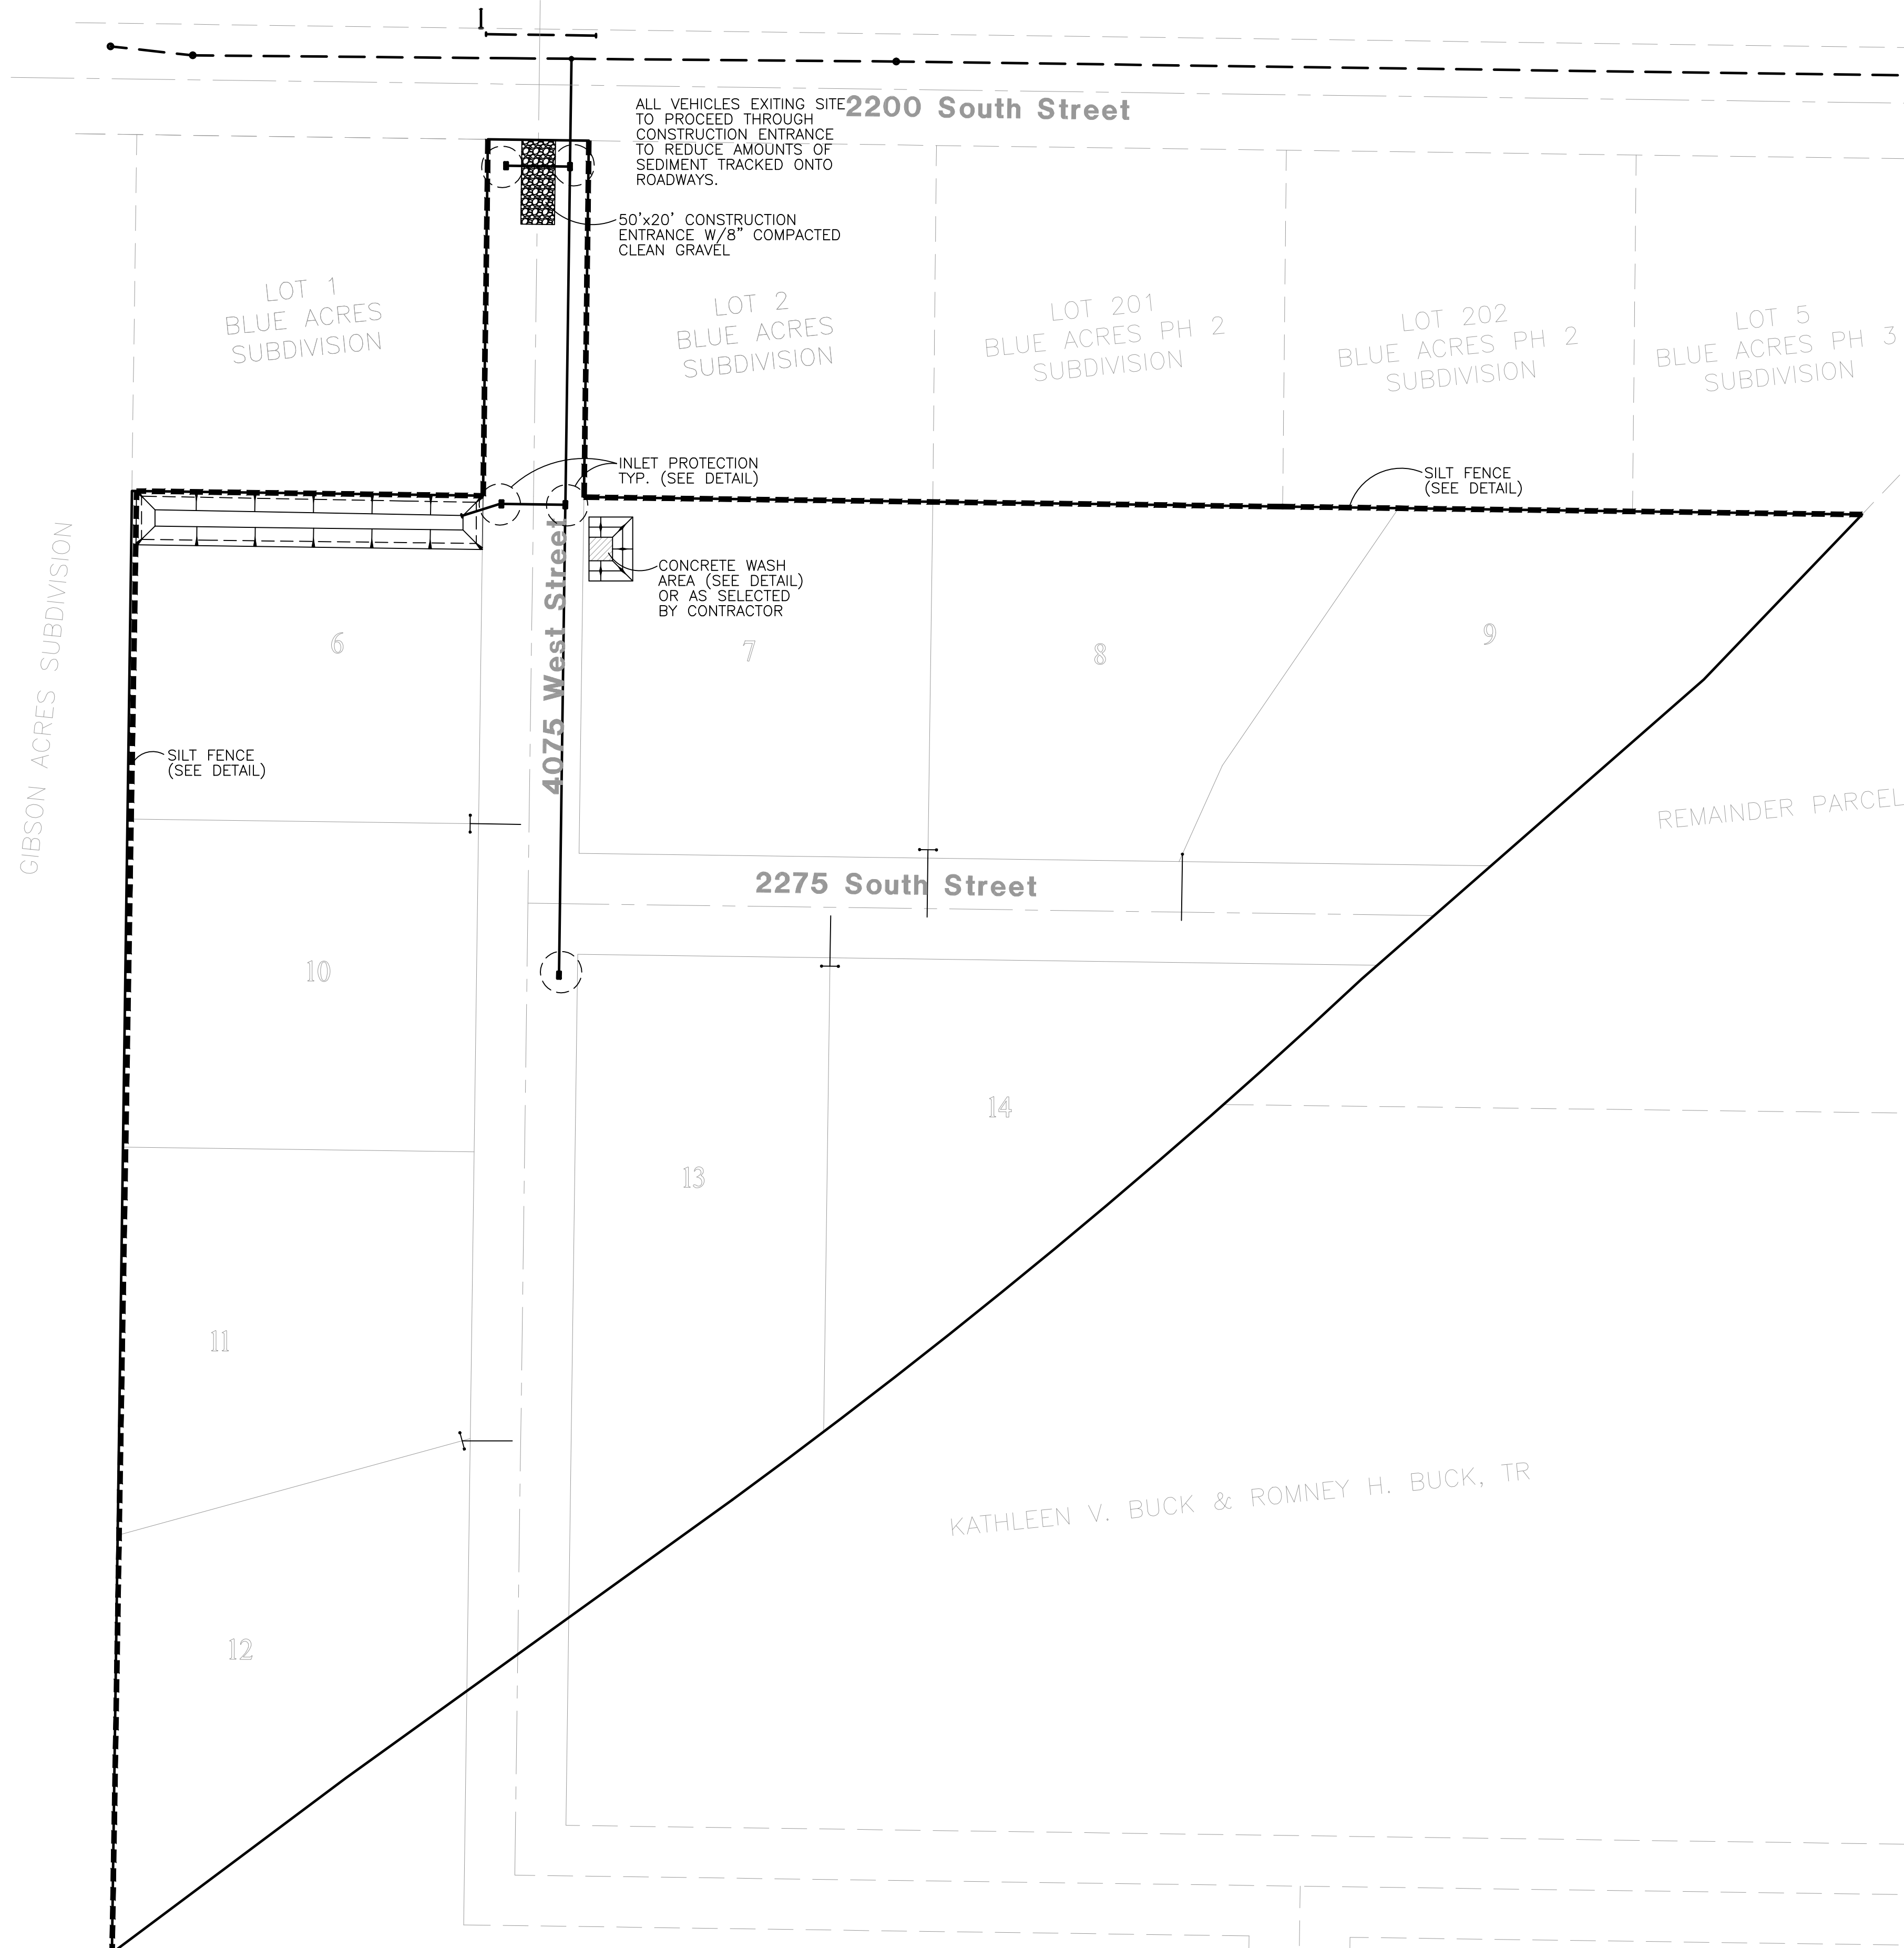 2200 South Street
ALL VEHICLES EXITING SITE
TO PROCEED THROUGH
CONSTRUCTION ENTRANCE
TO REDUCE AMOUNTS OF
SEDIMENT TRACKED ONTO
ROADWAYS.
50'x20' CONSTRUCTION
ENTRANCE W/8" COMPACTED
CLEAN GRAVEL
LOT 1
BLUE ACRES
SUBDIVISION
LOT 2
BLUE ACRES
SUBDIVISION
LOT 201
BLUE ACRES PH 2
SUBDIVISION
LOT 202
BLUE ACRES PH 2
SUBDIVISION
LOT 5
BLUE ACRES PH 3
SUBDIVISION
INLET PROTECTION
TYP. (SEE DETAIL)
SILT FENCE
(SEE DETAIL)
GIBSON ACRES SUBDIVISION
4075 West Street
CONCRETE WASH
AREA (SEE DETAIL)
OR AS SELECTED
BY CONTRACTOR
6
7
8
9
SILT FENCE
(SEE DETAIL)
REMAINDER PARCEL
2275 South Street
10
14
13
11
KATHLEEN V. BUCK & ROMNEY H. BUCK, TR
12